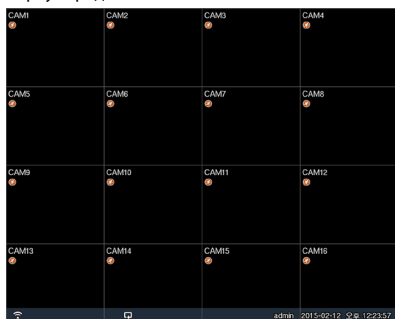 CAM1 CAM2 CAM3 CAM4
CAM5 CAM6 CAM7 CAM8
CAM9 CAM10 CAM11 CAM12
CAM13 CAM14 CAM15 CAM16
admin 2015-02-12 오후 12:23:57